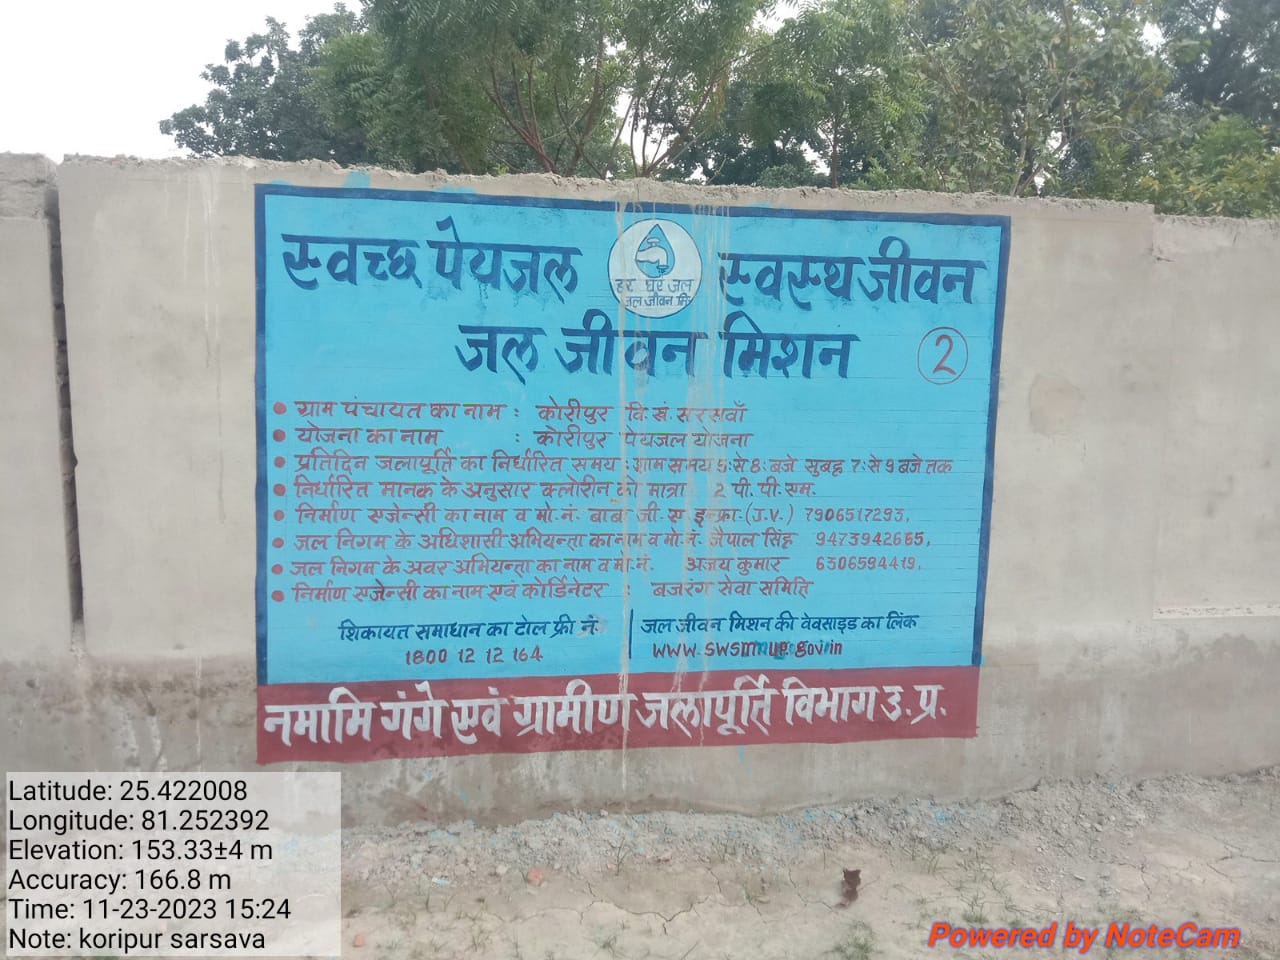 स्वच्छ पेयजल स्वस्थ जीवन
हर घर जल
जल जीवन मि
जल जीवन मिशन 2
ग्राम पंचायत का नाम : कोरीपुर वि.खं. सरसवाँ
योजना का नाम : कोरीपुर पेयजल योजना
प्रतिदिन जलापूर्ति का निर्धारित समय : शाम समय 5:से 8:बजे सुबह 7:से 9 बजे तक
निर्धारित मानक के अनुसार क्लोरीन की मात्रा 2 पी. पी. एम.
निर्माण एजेन्सी का नाम व मो.नं. बाबा जी. ए इन्फ्रा.(J.V.) 7906517293,
जल निगम के अधिशासी अभियन्ता का नाम व मो.नं. जैपाल सिंह 9473942665,
जल निगम के अवर अभियन्ता का नाम व मो.नं. अजय कुमार 6306594419,
निर्माण एजेन्सी का नाम एवं कोर्डिनेटर : बजरंग सेवा समिति
शिकायत समाधान का टोल फ्री नं.
1800 12 12 164
जल जीवन मिशन की वेबसाइड का लिंक
www.swsmup.gov.in
नमामि गंगे एवं ग्रामीण जलापूर्ति विभाग उ.प्र.
Latitude: 25.422008
Longitude: 81.252392
Elevation: 153.33±4 m
Accuracy: 166.8 m
Time: 11-23-2023 15:24
Note: koripur sarsava
Powered by NoteCam